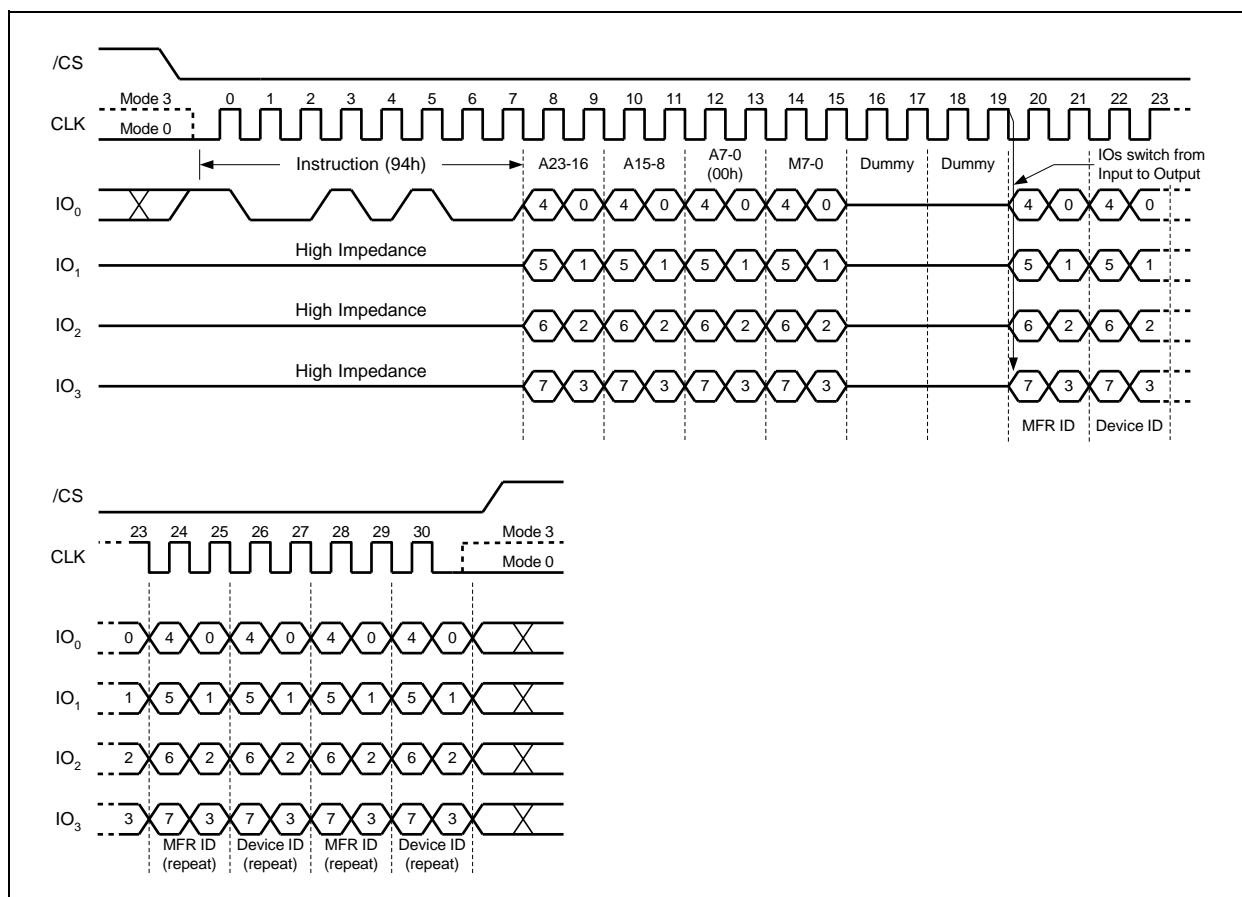 /CS
Mode 3 0 1 2 3 4 5 6 7 8 9 10 11 12 13 14 15 16 17 18 19 20 21 22 23
CLK Mode 0
Instruction (94h) A23-16 A15-8 A7-0 (00h) M7-0 Dummy Dummy IOs switch from Input to Output
IO0 4 0 4 0 4 0 4 0 4 0 4 0
High Impedance
IO1 5 1 5 1 5 1 5 1 5 1 5 1
High Impedance
IO2 6 2 6 2 6 2 6 2 6 2 6 2
High Impedance
IO3 7 3 7 3 7 3 7 3 7 3 7 3
MFR ID Device ID
/CS
23 24 25 26 27 28 29 30 Mode 3
CLK Mode 0
IO0 0 4 0 4 0 4 0 4 0
IO1 1 5 1 5 1 5 1 5 1
IO2 2 6 2 6 2 6 2 6 2
IO3 3 7 3 7 3 7 3 7 3
MFR ID Device ID MFR ID Device ID
(repeat) (repeat) (repeat) (repeat)